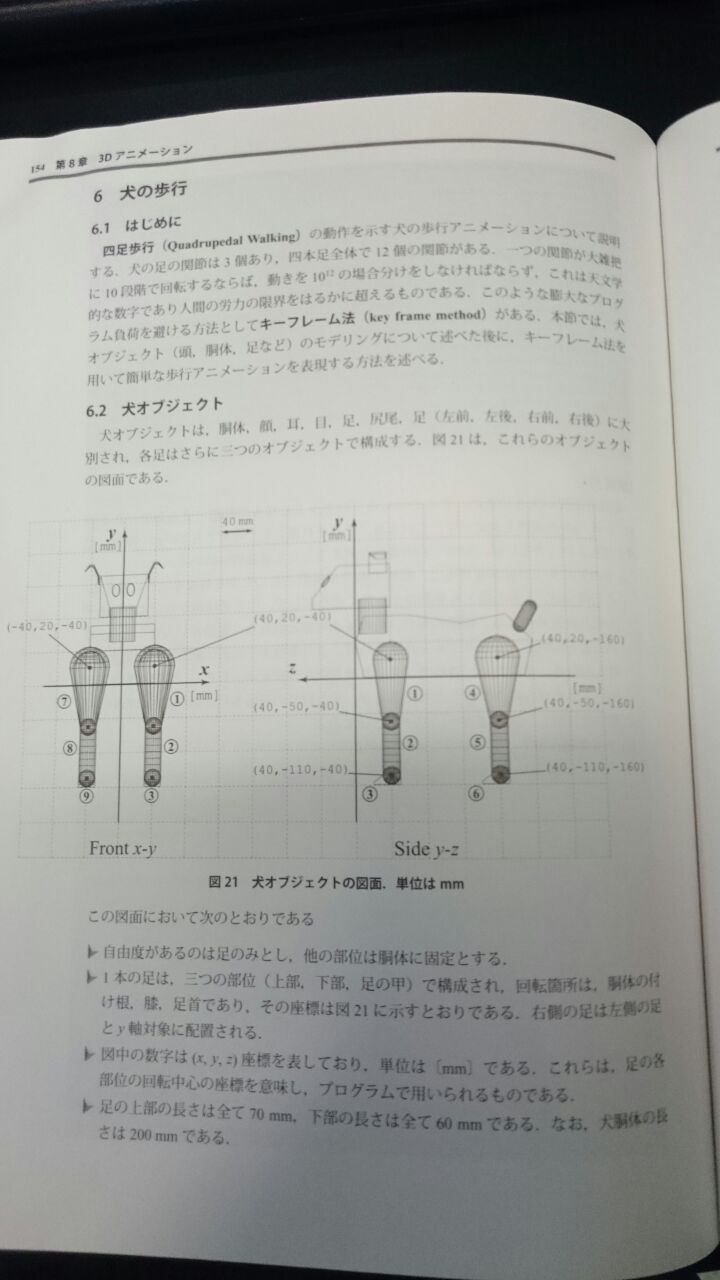 154 第8章 3Dアニメーション
6 犬の歩行
6.1 はじめに
四足歩行（Quadrupedal Walking）の動作を示す犬の歩行アニメーションについて説明
する．犬の足の関節は3個あり，四本足全体で12個の関節がある．一つの関節が大雑把
に10段階で回転するならば，動きを10¹²の場合分けをしなければならず，これは天文学
的な数字であり人間の労力の限界をはるかに超えるものである．このような膨大なプログ
ラム負荷を避ける方法としてキーフレーム法（key frame method）がある．本節では，犬
オブジェクト（頭，胴体，足など）のモデリングについて述べた後に，キーフレーム法を
用いて簡単な歩行アニメーションを表現する方法を述べる．
6.2 犬オブジェクト
犬オブジェクトは，胴体，顔，耳，目，足，尻尾，足（左前，左後，右前，右後）に大
別され，各足はさらに三つのオブジェクトで構成する．図21は，これらのオブジェクト
の図面である．
y
[mm]
40 mm
y
[mm]
(-40,20,-40)
(40,20,-40)
(40,20,-160)
x
[mm]
z
[mm]
⑦
①
①
④
(40,-50,-40)
(40,-50,-160)
⑧
②
②
⑤
(40,-110,-40)
(40,-110,-160)
⑨
③
③
⑥
Front x-y
Side y-z
図21 犬オブジェクトの図面．単位はmm
この図面において次のとおりである
自由度があるのは足のみとし，他の部位は胴体に固定とする．
1本の足は，三つの部位（上部，下部，足の甲）で構成され，回転箇所は，胴体の付
け根，膝，足首であり，その座標は図21に示すとおりである．右側の足は左側の足
とy軸対象に配置される．
図中の数字は(x, y, z)座標を表しており，単位は〔mm〕である．これらは，足の各
部位の回転中心の座標を意味し，プログラムで用いられるものである．
足の上部の長さは全て70 mm，下部の長さは全て60 mmである．なお，犬胴体の長
さは200 mmである．